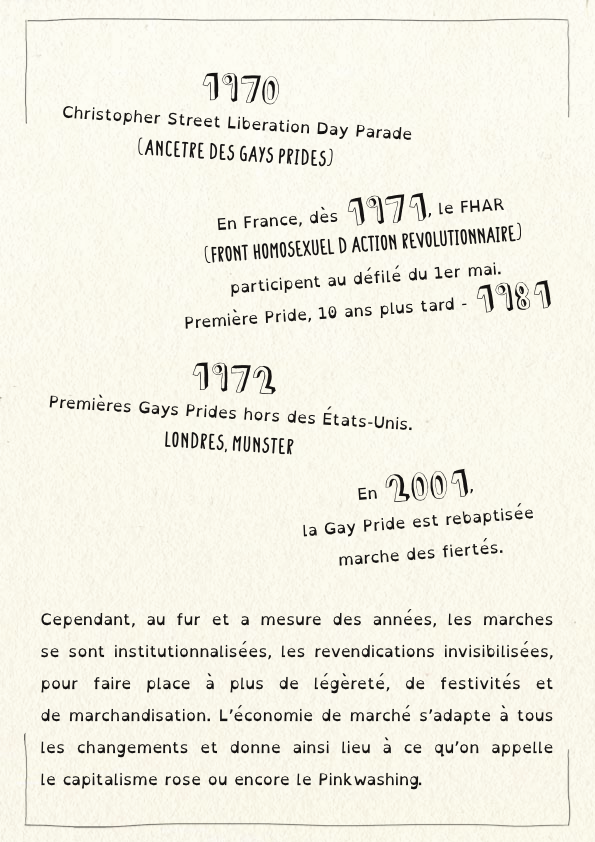 1970
Christopher Street Liberation Day Parade
(ANCETRE DES GAYS PRIDES)
En France, dès 1971, le FHAR
(FRONT HOMOSEXUEL D ACTION REVOLUTIONNAIRE)
participent au défilé du 1er mai.
Première Pride, 10 ans plus tard - 1981
1972
Premières Gays Prides hors des États-Unis.
LONDRES, MUNSTER
En 2001,
la Gay Pride est rebaptisée
marche des fiertés.
Cependant, au fur et a mesure des années, les marches
se sont institutionnalisées, les revendications invisibilisées,
pour faire place à plus de légèreté, de festivités et
de marchandisation. L'économie de marché s'adapte à tous
les changements et donne ainsi lieu à ce qu'on appelle
le capitalisme rose ou encore le Pinkwashing.